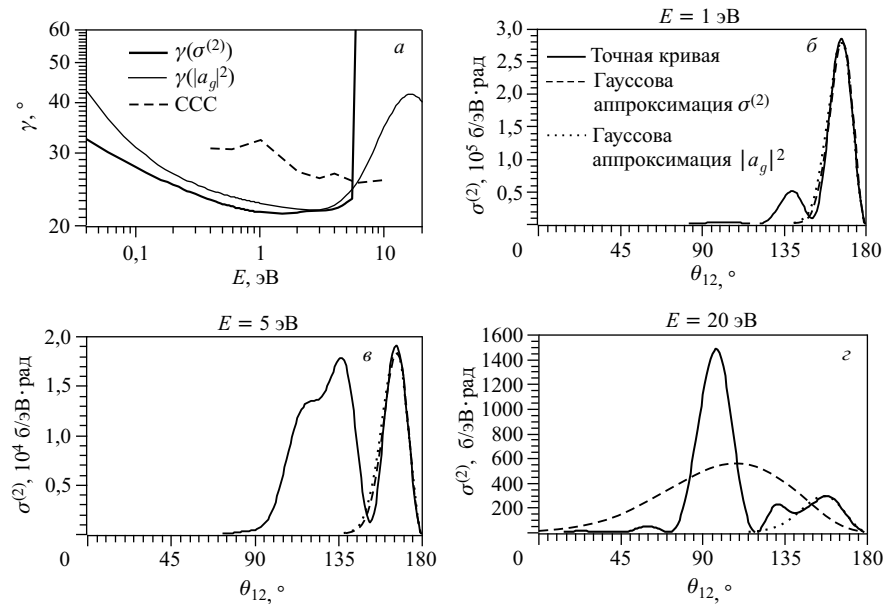 60
50
40
30
20
γ, °
γ(σ⁽²⁾)
γ(|a_g|²)
CCC
а
0,1
1
10
E, эВ
E = 1 эВ
3,0
2,5
2,0
1,5
1,0
0,5
0
σ⁽²⁾, 10⁵ б/эВ·рад
б
Точная кривая
Гауссова
аппроксимация σ⁽²⁾
Гауссова
аппроксимация |a_g|²
45
90
135
180
θ₁₂, °
E = 5 эВ
2,0
1,5
1,0
0,5
0
σ⁽²⁾, 10⁴ б/эВ·рад
в
45
90
135
180
θ₁₂, °
E = 20 эВ
1600
1400
1200
1000
800
600
400
200
0
σ⁽²⁾, б/эВ·рад
г
45
90
135
180
θ₁₂, °